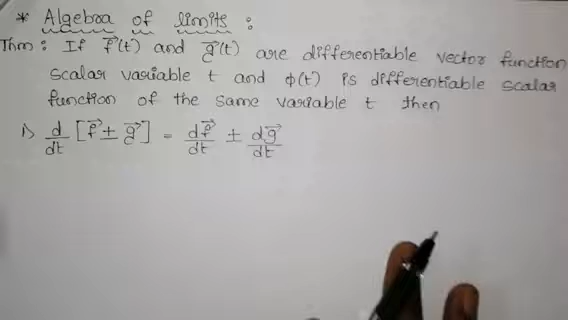 * Algebra of limits :
Thm : If f⃗(t) and g⃗(t) are differentiable vector function
scalar variable t and ϕ(t) is differentiable scalar
function of the same variable t then
i) d/dt [f⃗ ± g⃗] = df⃗/dt ± dg⃗/dt